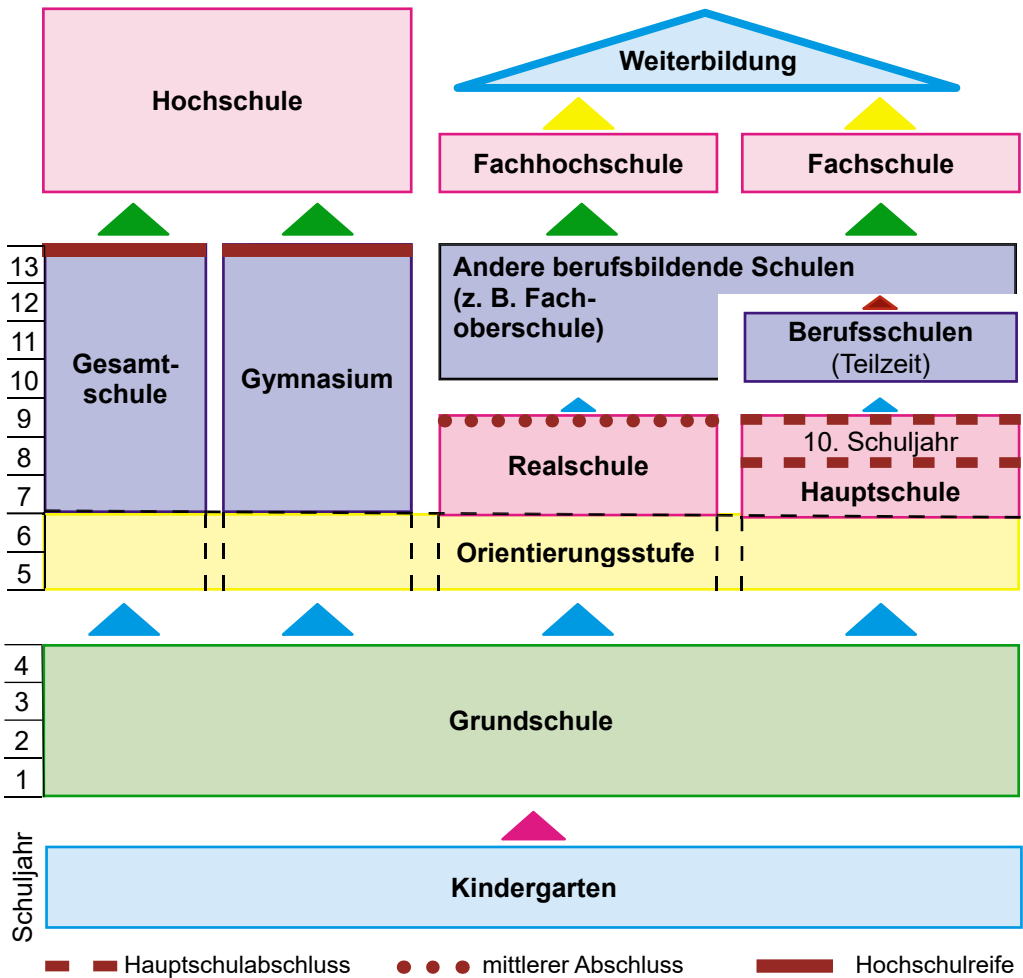 Weiterbildung
Hochschule
Fachhochschule
Fachschule
13
12
11
10
9
8
7
6
5
4
3
2
1
Schuljahr
Gesamt-
schule
Gymnasium
Andere berufsbildende Schulen
(z. B. Fach-
oberschule)
Berufsschulen
(Teilzeit)
Realschule
10. Schuljahr
Hauptschule
Orientierungsstufe
Grundschule
Kindergarten
Hauptschulabschluss
mittlerer Abschluss
Hochschulreife